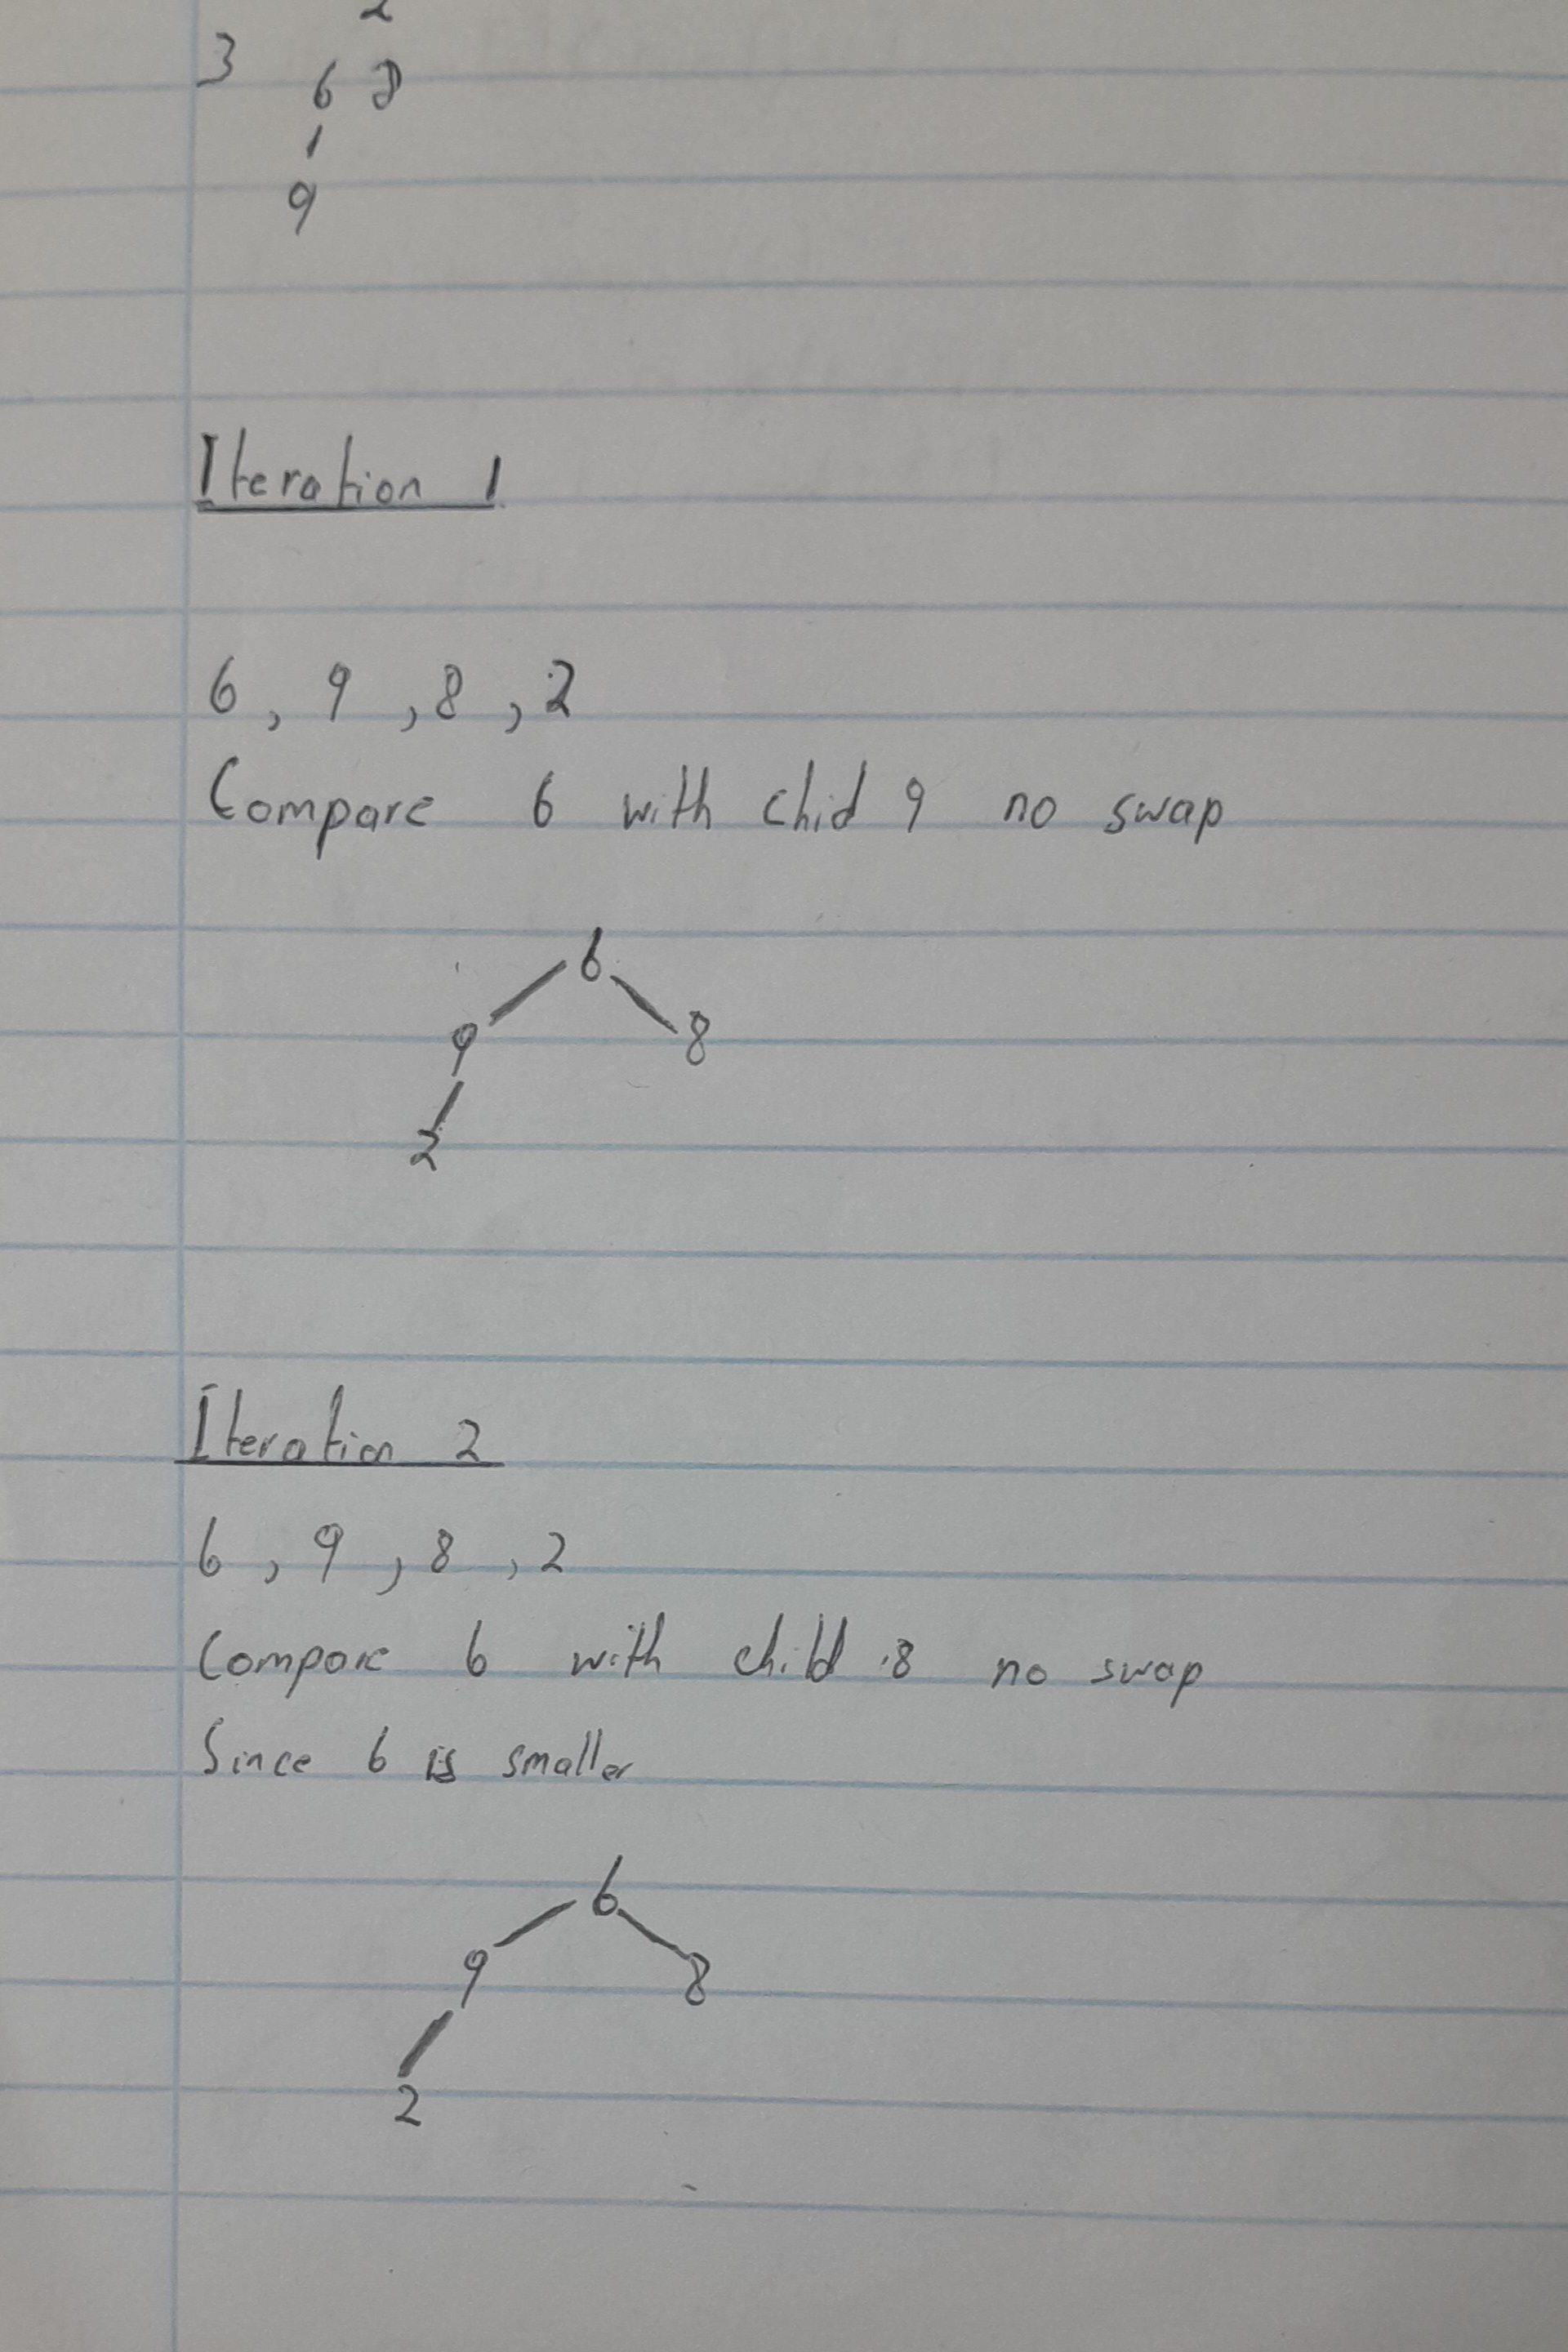 2
3 6 8
9
Iteration 1
6, 9, 8, 2
Compare 6 with chid 9 no swap
6
9 8
2
Iteration 2
6, 9, 8, 2
Compare 6 with child 8 no swap
Since 6 is smaller
6
9 8
2